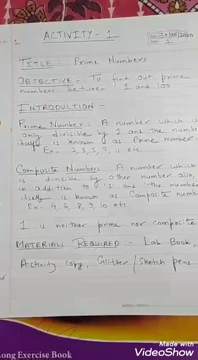 ACTIVITY - 1
1
TITLE : Prime Numbers
OBJECTIVE - To find out prime
numbers between 1 and 100
INTRODUCTION -
Prime Number : A number which is
only divisible by 1 and the number
itself is known as Prime number
Ex - 2, 3, 5, 7, 11 etc.
Composite Numbers : A number which
is divisible by other number also,
in addition to 1 and the number
itself is known as Composite number
Ex - 4, 6, 8, 9, 10 etc.
1 is neither prime nor composite
MATERIALS REQUIRED - Lab Book,
Activity copy, Glitter/Sketch pens
Long Exercise Book
Made with
VideoShow